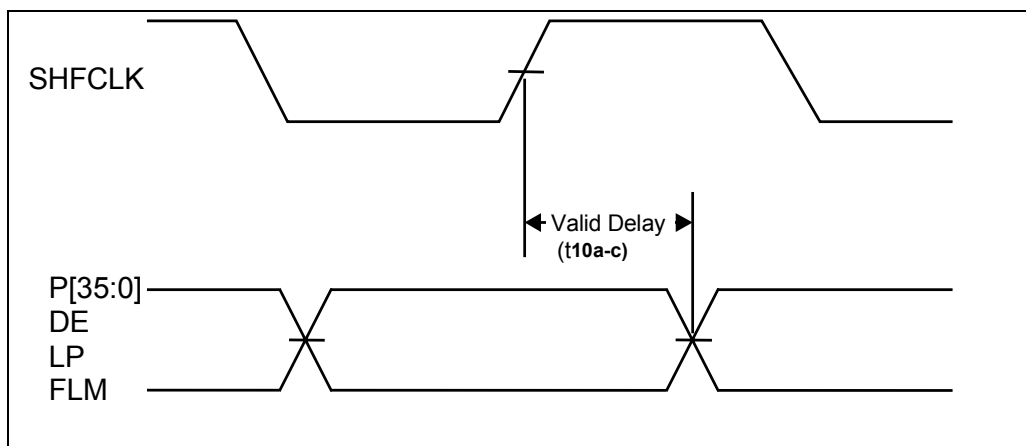 SHFCLK
Valid Delay
(t10a-c)
P[35:0]
DE
LP
FLM